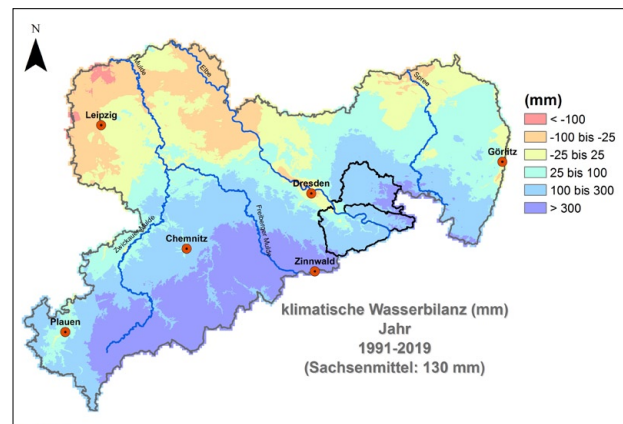 N
Mulde
Elbe
Spree
(mm)
< -100
-100 bis -25
-25 bis 25
25 bis 100
100 bis 300
> 300
Leipzig
Görlitz
Dresden
Freiberger Mulde
Zwickauer Mulde
Chemnitz
Zinnwald
Plauen
klimatische Wasserbilanz (mm)
Jahr
1991-2019
(Sachsenmittel: 130 mm)